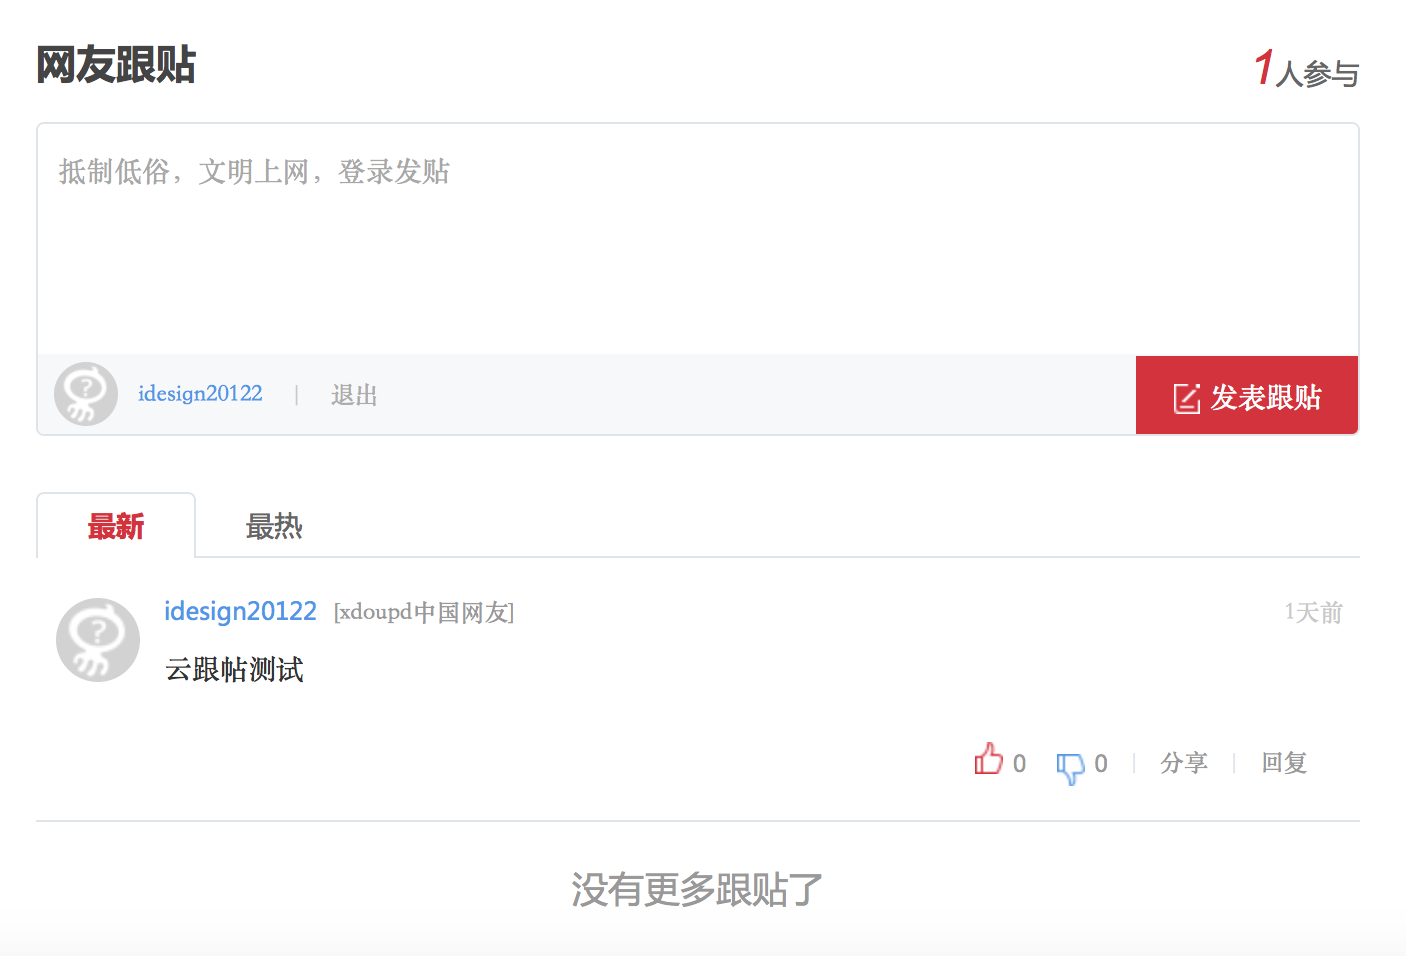 网友跟贴
1人参与
抵制低俗，文明上网，登录发贴
idesign20122 | 退出
发表跟贴
最新 最热
idesign20122 [xdoupd中国网友] 1天前
云跟帖测试
0 0 | 分享 | 回复
没有更多跟贴了